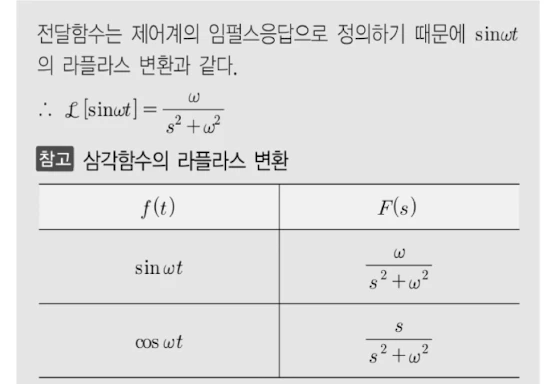 전달함수는 제어계의 임펄스응답으로 정의하기 때문에 sinωt
의 라플라스 변환과 같다.
∴ ℒ[sinωt] = ω / (s² + ω²)
참고 삼각함수의 라플라스 변환
f(t) F(s)
sin ωt ω / (s² + ω²)
cos ωt s / (s² + ω²)